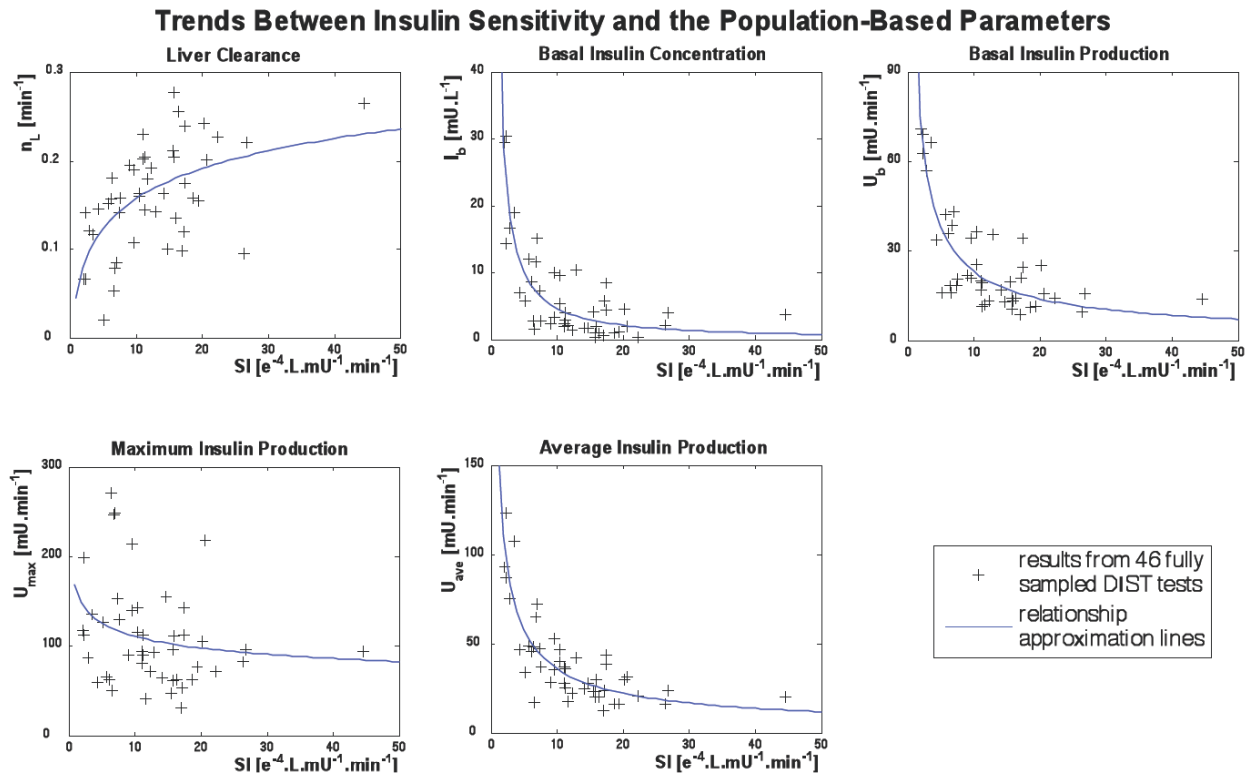 Trends Between Insulin Sensitivity and the Population-Based Parameters
Liver Clearance
n_L [min⁻¹]
0.3
0.2
0.1
0
0 10 20 30 40 50
SI [e⁻⁴.L.mU⁻¹.min⁻¹]
Basal Insulin Concentration
I_b [mU.L⁻¹]
40
30
20
10
0
0 10 20 30 40 50
SI [e⁻⁴.L.mU⁻¹.min⁻¹]
Basal Insulin Production
U_b [mU.min⁻¹]
90
60
30
0
0 10 20 30 40 50
SI [e⁻⁴.L.mU⁻¹.min⁻¹]
Maximum Insulin Production
U_max [mU.min⁻¹]
300
200
100
0
0 10 20 30 40 50
SI [e⁻⁴.L.mU⁻¹.min⁻¹]
Average Insulin Production
U_ave [mU.min⁻¹]
150
100
50
0
0 10 20 30 40 50
SI [e⁻⁴.L.mU⁻¹.min⁻¹]
results from 46 fully
sampled DIST tests
relationship
approximation lines